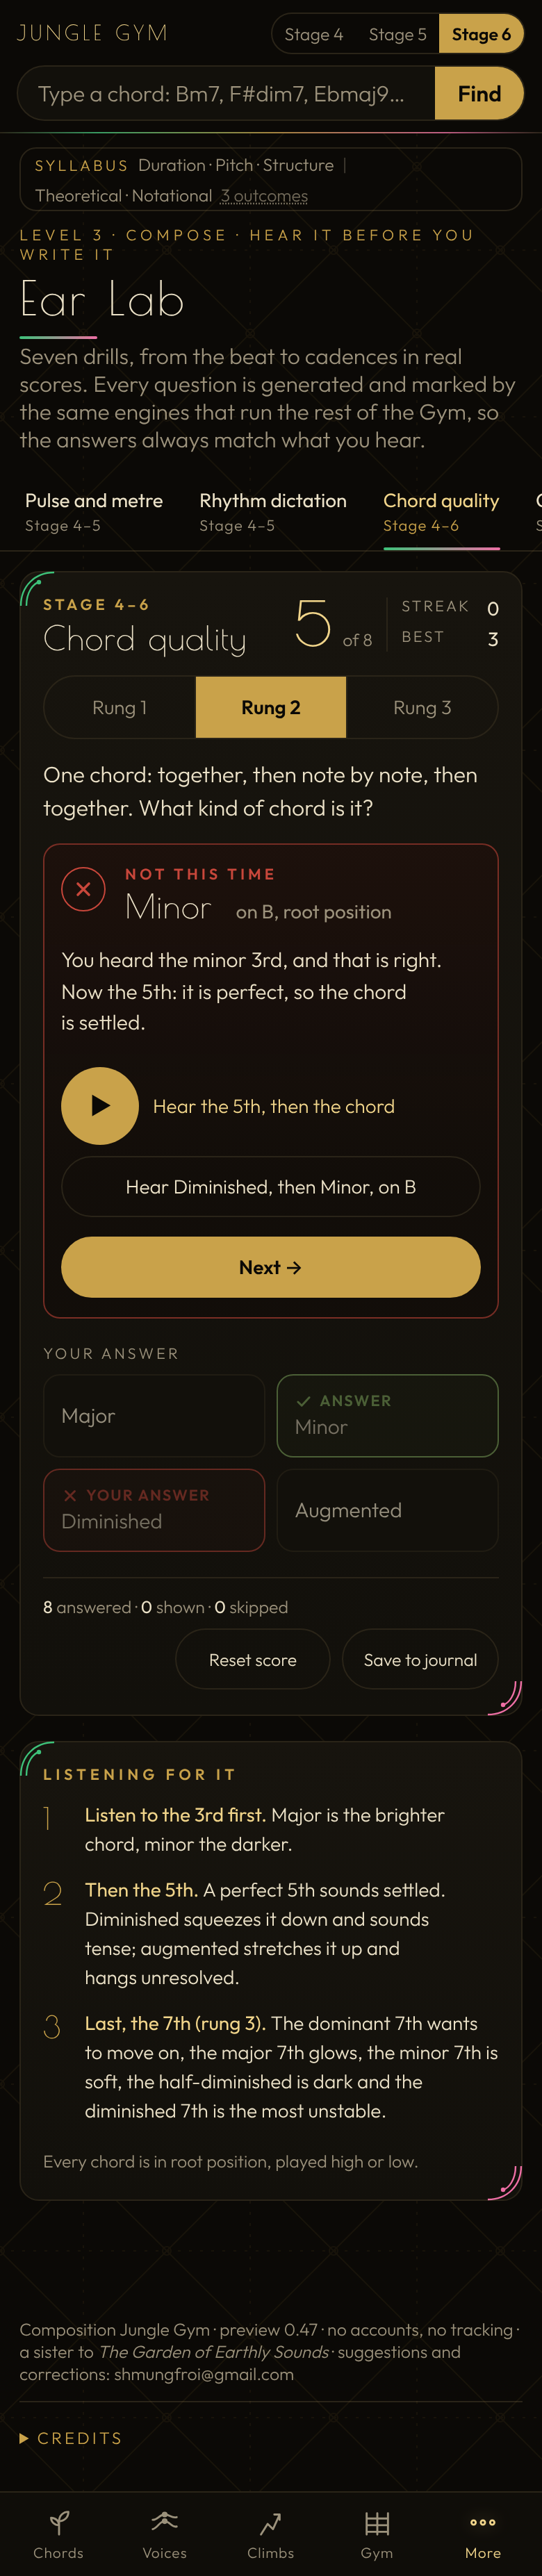 JUNGLE GYM
Stage 4 Stage 5 Stage 6
Type a chord: Bm7, F#dim7, Ebmaj9... Find
SYLLABUS Duration · Pitch · Structure |
Theoretical · Notational 3 outcomes
LEVEL 3 · COMPOSE · HEAR IT BEFORE YOU
WRITE IT
Ear Lab
Seven drills, from the beat to cadences in real
scores. Every question is generated and marked by
the same engines that run the rest of the Gym, so
the answers always match what you hear.
Pulse and metre Rhythm dictation Chord quality
Stage 4–5 Stage 4–5 Stage 4–6
STAGE 4–6
Chord quality
5 of 8
STREAK 0
BEST 3
Rung 1 Rung 2 Rung 3
One chord: together, then note by note, then
together. What kind of chord is it?
NOT THIS TIME
Minor on B, root position
You heard the minor 3rd, and that is right.
Now the 5th: it is perfect, so the chord
is settled.
Hear the 5th, then the chord
Hear Diminished, then Minor, on B
Next →
YOUR ANSWER
Major
✓ ANSWER
Minor
✕ YOUR ANSWER
Diminished
Augmented
8 answered · 0 shown · 0 skipped
Reset score Save to journal
LISTENING FOR IT
1 Listen to the 3rd first. Major is the brighter
chord, minor the darker.
2 Then the 5th. A perfect 5th sounds settled.
Diminished squeezes it down and sounds
tense; augmented stretches it up and
hangs unresolved.
3 Last, the 7th (rung 3). The dominant 7th wants
to move on, the major 7th glows, the minor 7th is
soft, the half-diminished is dark and the
diminished 7th is the most unstable.
Every chord is in root position, played high or low.
Composition Jungle Gym · preview 0.47 · no accounts, no tracking ·
a sister to The Garden of Earthly Sounds · suggestions and
corrections: shmungfroi@gmail.com
▶ CREDITS
Chords Voices Climbs Gym More